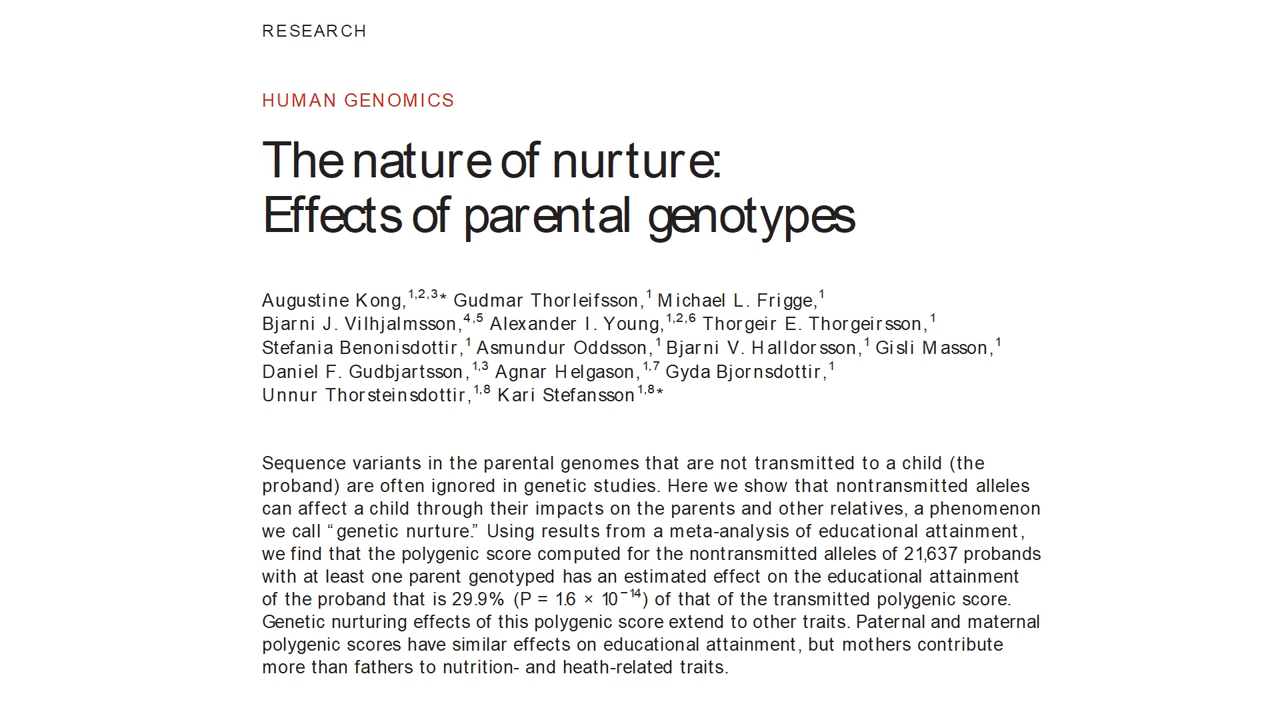 RESEARCH
HUMAN GENOMICS
The nature of nurture:
Effects of parental genotypes
Augustine Kong,1,2,3* Gudmar Thorleifsson,1 Michael L. Frigge,1
Bjarni J. Vilhjalmsson,4,5 Alexander I. Young,1,2,6 Thorgeir E. Thorgeirsson,1
Stefania Benonisdottir,1 Asmundur Oddsson,1 Bjarni V. Halldorsson,1 Gisli Masson,1
Daniel F. Gudbjartsson,1,3 Agnar Helgason,1,7 Gyda Bjornsdottir,1
Unnur Thorsteinsdottir,1,8 Kari Stefansson1,8*
Sequence variants in the parental genomes that are not transmitted to a child (the
proband) are often ignored in genetic studies. Here we show that nontransmitted alleles
can affect a child through their impacts on the parents and other relatives, a phenomenon
we call “genetic nurture.” Using results from a meta-analysis of educational attainment,
we find that the polygenic score computed for the nontransmitted alleles of 21,637 probands
with at least one parent genotyped has an estimated effect on the educational attainment
of the proband that is 29.9% (P = 1.6 × 10−14) of that of the transmitted polygenic score.
Genetic nurturing effects of this polygenic score extend to other traits. Paternal and maternal
polygenic scores have similar effects on educational attainment, but mothers contribute
more than fathers to nutrition- and heath-related traits.